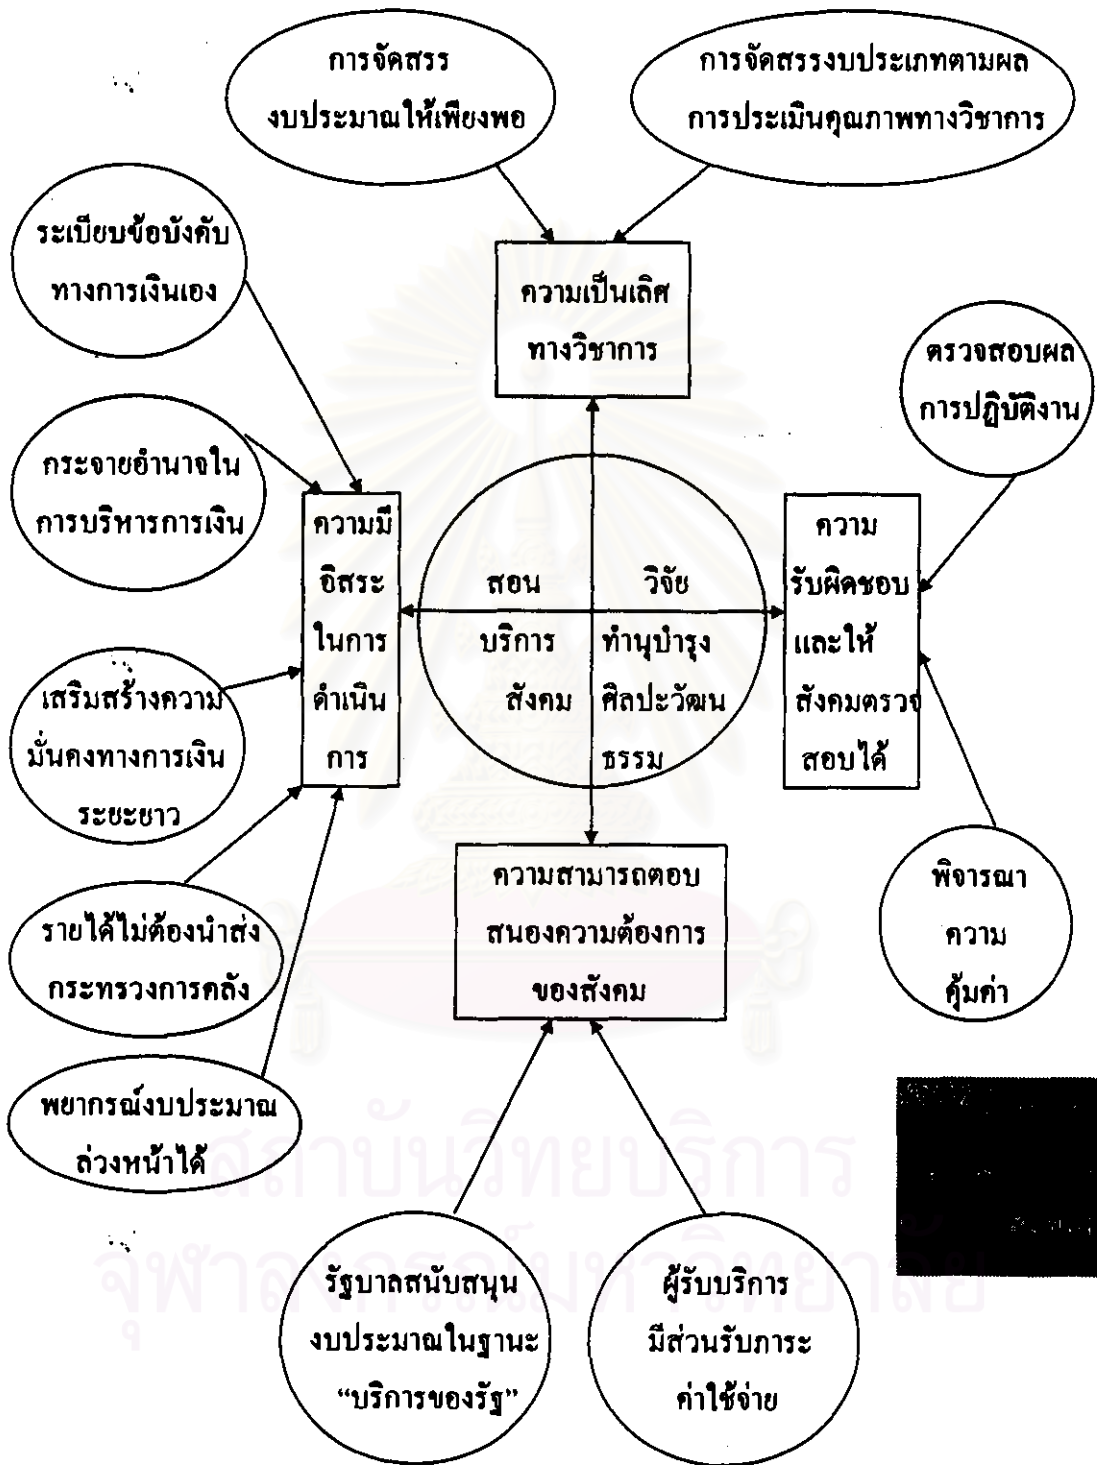 การจัดสรร
งบประมาณให้เพียงพอ
การจัดสรรงบประเภทตามผล
การประเมินคุณภาพทางวิชาการ
ระเบียบข้อบังคับ
ทางการเงินเอง
ความเป็นเลิศ
ทางวิชาการ
ตรวจสอบผล
การปฏิบัติงาน
กระจายอำนาจใน
การบริหารการเงิน
ความมี
อิสระ
ในการ
ดำเนิน
การ
สอน
วิจัย
บริการ
สังคม
ทำนุบำรุง
ศิลปะวัฒน
ธรรม
ความ
รับผิดชอบ
และให้
สังคมตรวจ
สอบได้
เสริมสร้างความ
มั่นคงทางการเงิน
ระยะยาว
ความสามารถตอบ
สนองความต้องการ
ของสังคม
พิจารณา
ความ
คุ้มค่า
รายได้ไม่ต้องนำส่ง
กระทรวงการคลัง
พยากรณ์งบประมาณ
ล่วงหน้าได้
สถาบันวิทยบริการ
จุฬาลงกรณ์มหาวิทยาลัย
รัฐบาลสนับสนุน
งบประมาณในฐานะ
“บริการของรัฐ”
ผู้รับบริการ
มีส่วนรับภาระ
ค่าใช้จ่าย